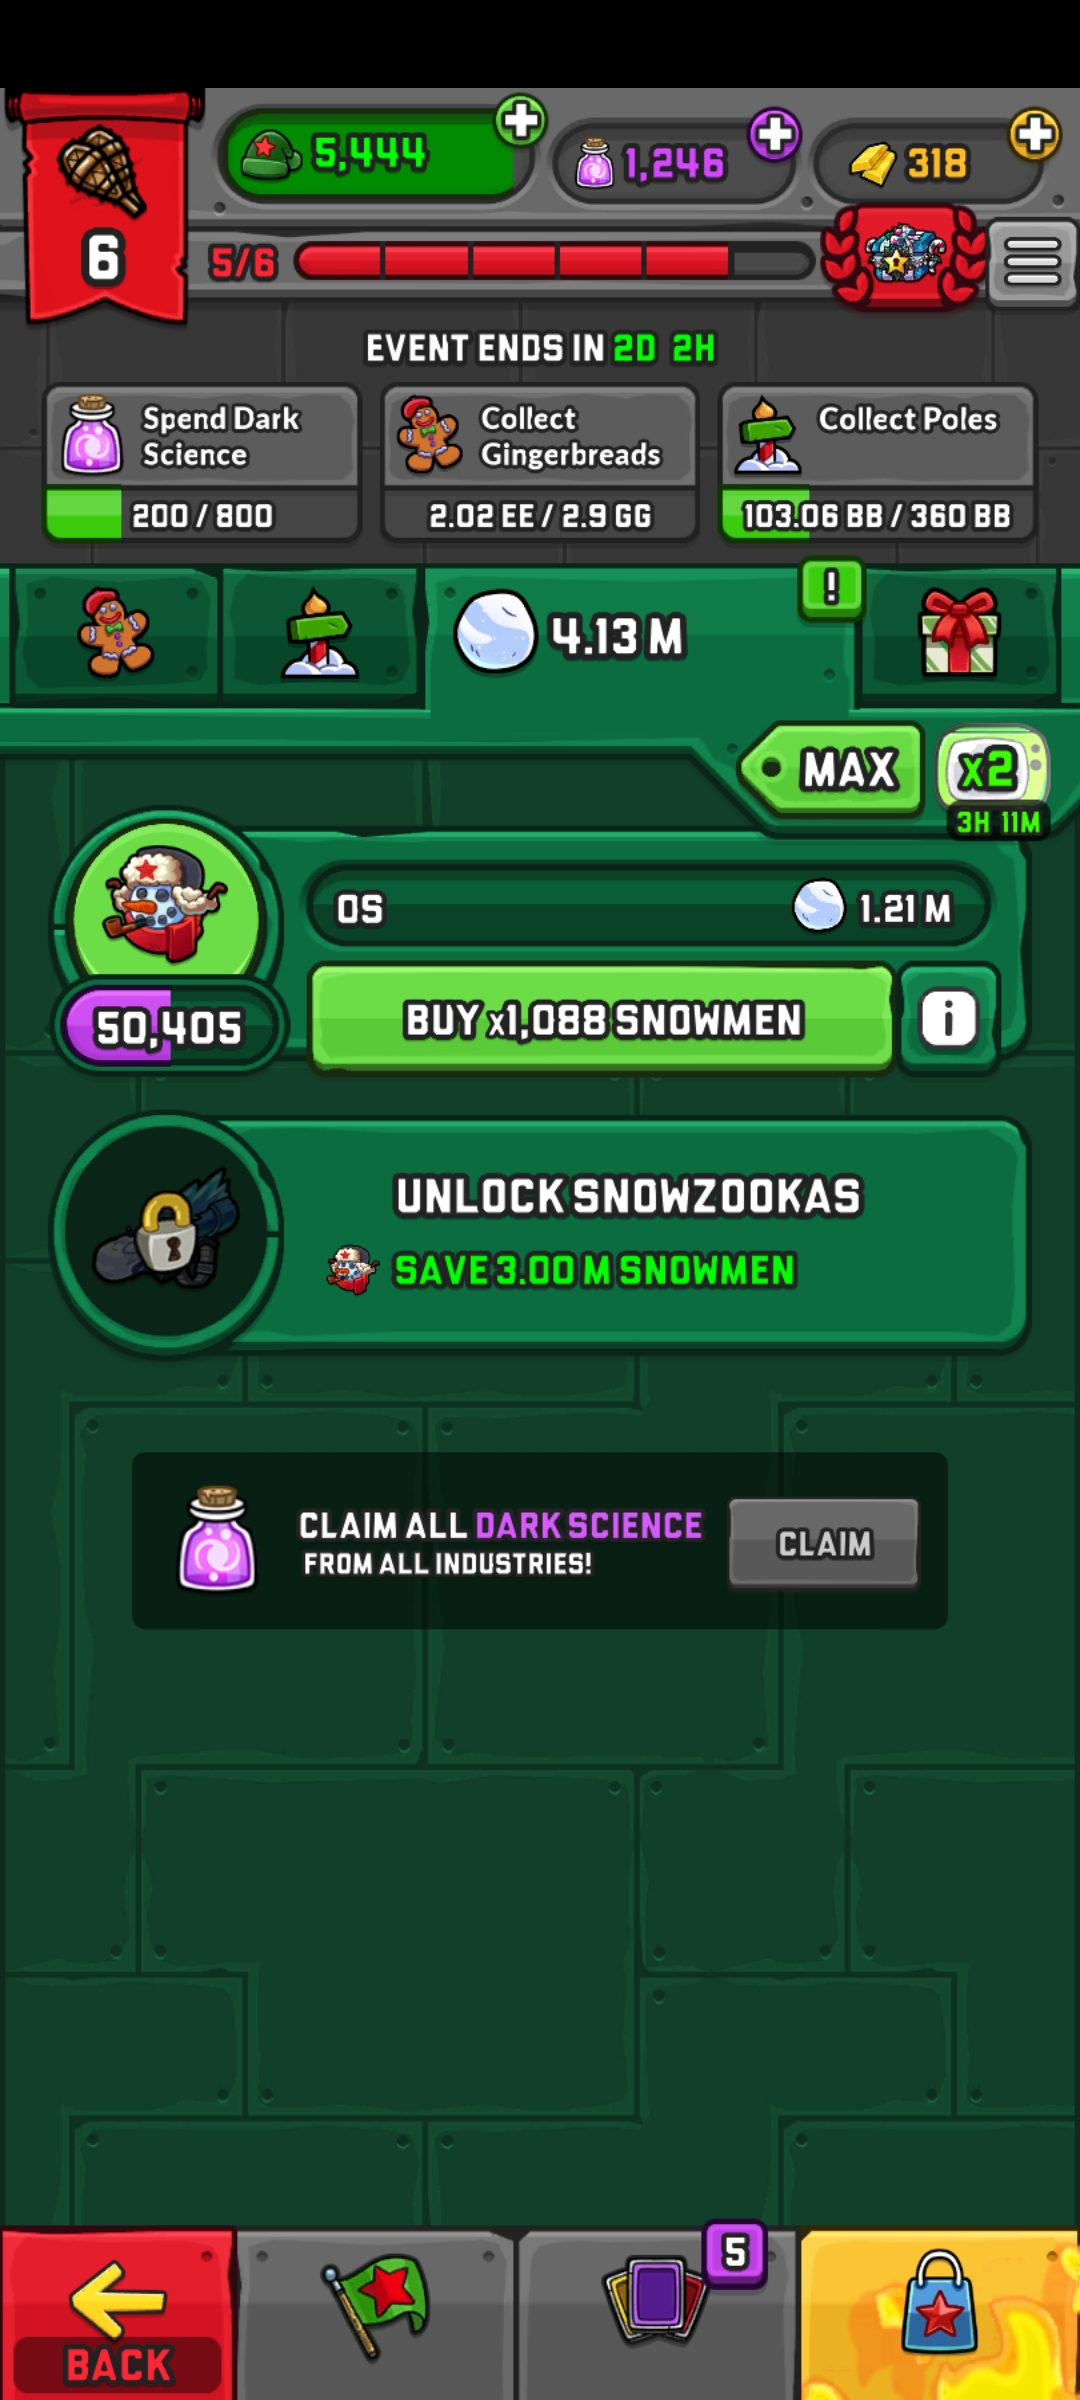 5,444
1,246
318
6
5/6
EVENT ENDS IN 2D 2H
Spend Dark
Science
200 / 800
Collect
Gingerbreads
2.02 EE / 2.9 GG
Collect Poles
103.06 BB / 360 BB
4.13 M
!
MAX
x2
3H 11M
0S
1.21 M
50,405
BUY x1,088 SNOWMEN
i
UNLOCK SNOWZOOKAS
SAVE 3.00 M SNOWMEN
CLAIM ALL DARK SCIENCE
FROM ALL INDUSTRIES!
CLAIM
5
BACK